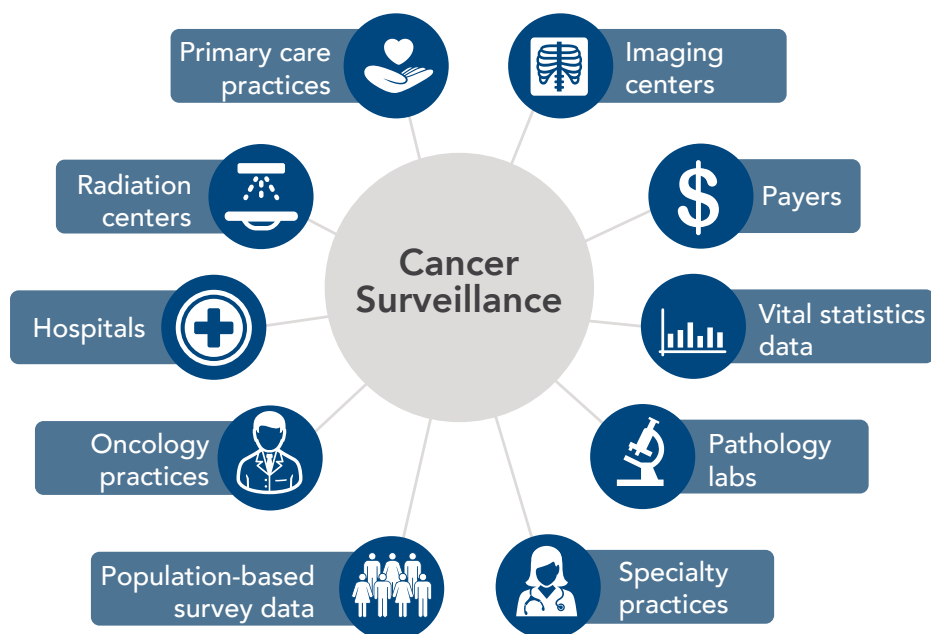 Primary care
practices
Imaging
centers
Radiation
centers
$
Payers
Cancer
Surveillance
Hospitals
Vital statistics
data
Oncology
practices
Pathology
labs
Population-based
survey data
Specialty
practices